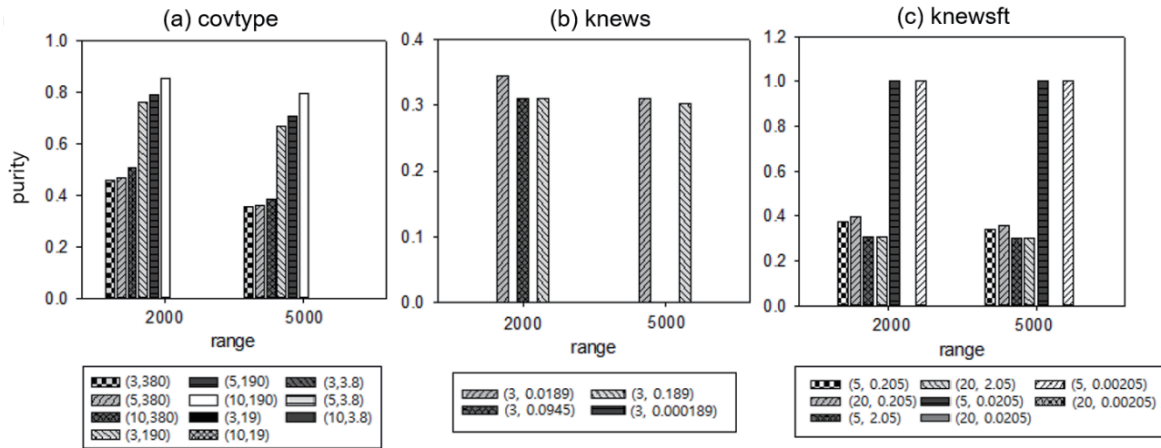 (a) covtype
(b) knews
(c) knewsft
purity
1.0
0.8
0.6
0.4
0.2
0.0
2000 5000
range
0.4
0.3
0.2
0.1
0.0
2000 5000
range
1.2
1.0
0.8
0.6
0.4
0.2
0.0
2000 5000
range
(3,380) (5,190) (3,3.8)
(5,380) (10,190) (5,3.8)
(10,380) (3,19) (10,3.8)
(3,190) (10,19)
(3, 0.0189) (3, 0.189)
(3, 0.0945) (3, 0.000189)
(5, 0.205) (20, 2.05) (5, 0.00205)
(20, 0.205) (5, 0.0205) (20, 0.00205)
(5, 2.05) (20, 0.0205)